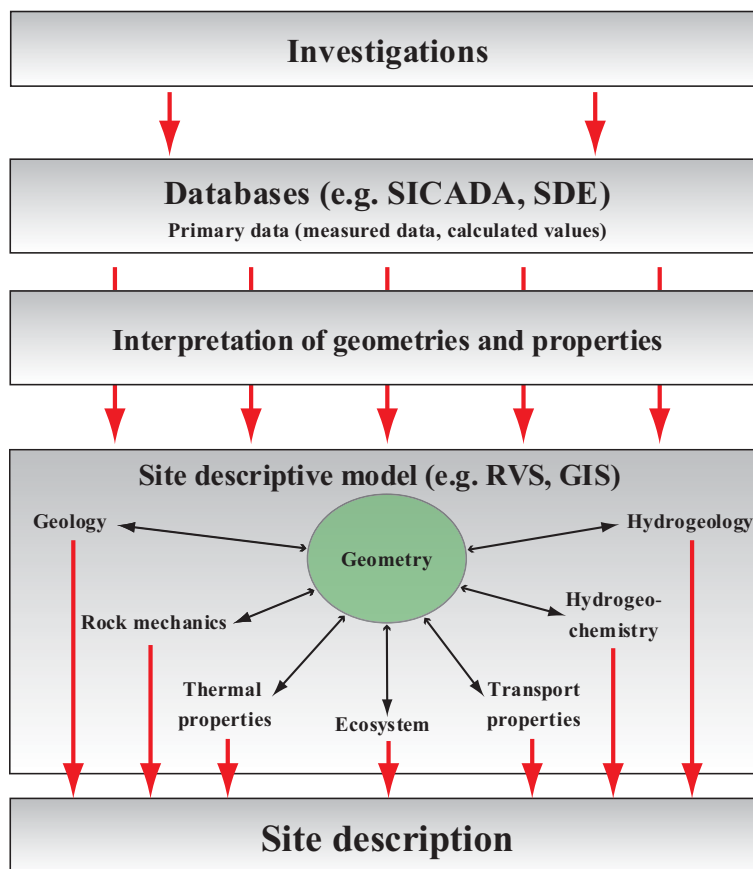 Investigations
Databases (e.g. SICADA, SDE)
Primary data (measured data, calculated values)
Interpretation of geometries and properties
Site descriptive model (e.g. RVS, GIS)
Geology
Hydrogeology
Geometry
Rock mechanics
Hydrogeo-
chemistry
Thermal
properties
Ecosystem
Transport
properties
Site description